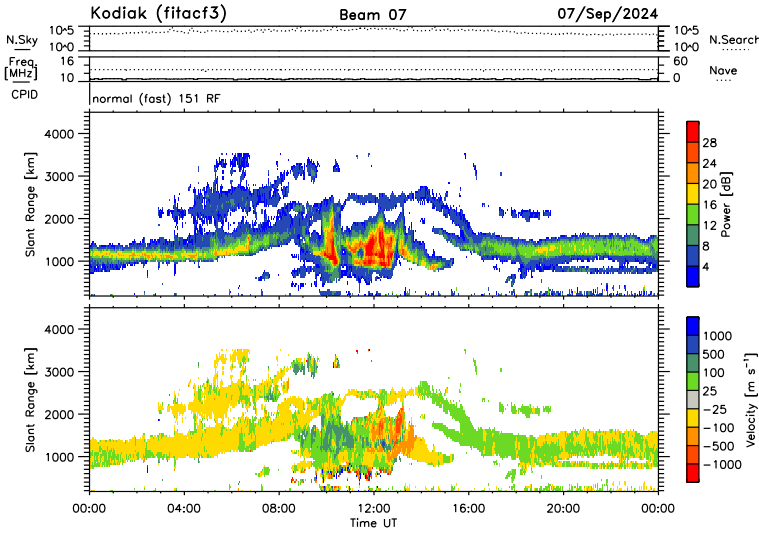 Kodiak (fitacf3) Beam 07 07/Sep/2024
N.Sky 10^5 10^0 10^5 10^0 N.Search
Freq. [MHz] 16 10 60 0 Nave
CPID normal (fast) 151 RF
Slant Range [km] 4000 3000 2000 1000
Power [dB] 28 24 20 16 12 8 4
Slant Range [km] 4000 3000 2000 1000
Velocity [m s⁻¹] 1000 500 100 25 −25 −100 −500 −1000
00:00 04:00 08:00 12:00 16:00 20:00 00:00
Time UT